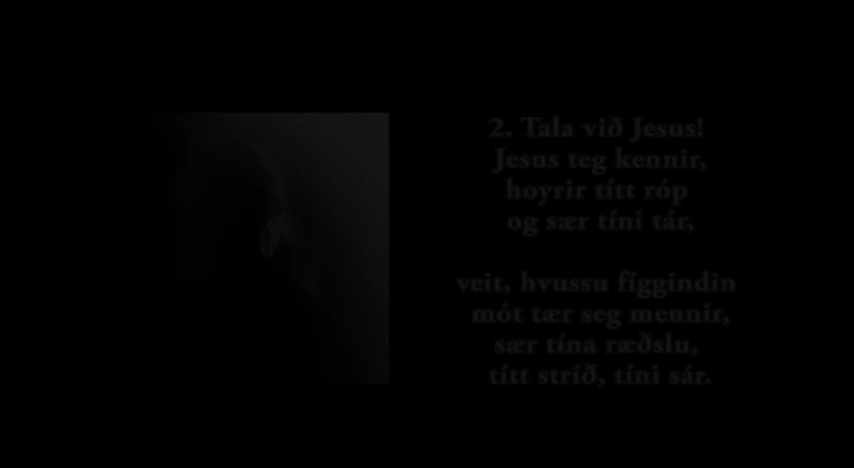 2. Tala við Jesus!
Jesus teg kennir,
hoyrir títt róp
og sær tíni tár,
veit, hvussu fíggindin
mót tær seg mennir,
sær tína ræðslu,
títt stríð, tíni sár.